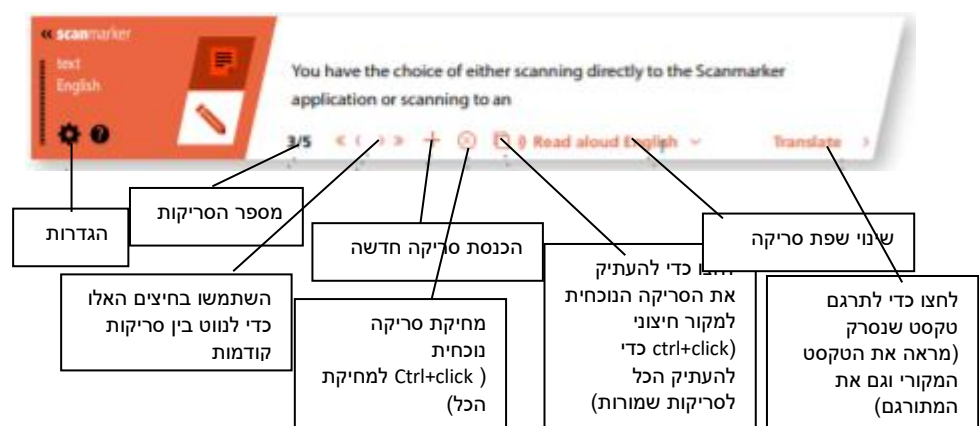 scanmarker
text
English
You have the choice of either scanning directly to the Scanmarker
application or scanning to an
3/5
Read aloud English
Translate
הגדרות
מספר הסריקות
השתמשו בחיצים האלו
כדי לנווט בין סריקות
קודמות
הכנסת סריקה חדשה
מחיקת סריקה
נוכחית
( Ctrl+click למחיקת
הכל)
לחצו כדי להעתיק
את הסריקה הנוכחית
למקור חיצוני
(ctrl+click כדי
להעתיק הכל
לסריקות שמורות)
שינוי שפת סריקה
לחצו כדי לתרגם
טקסט שנסרק
(מראה את הטקסט
המקורי וגם את
המתורגם)